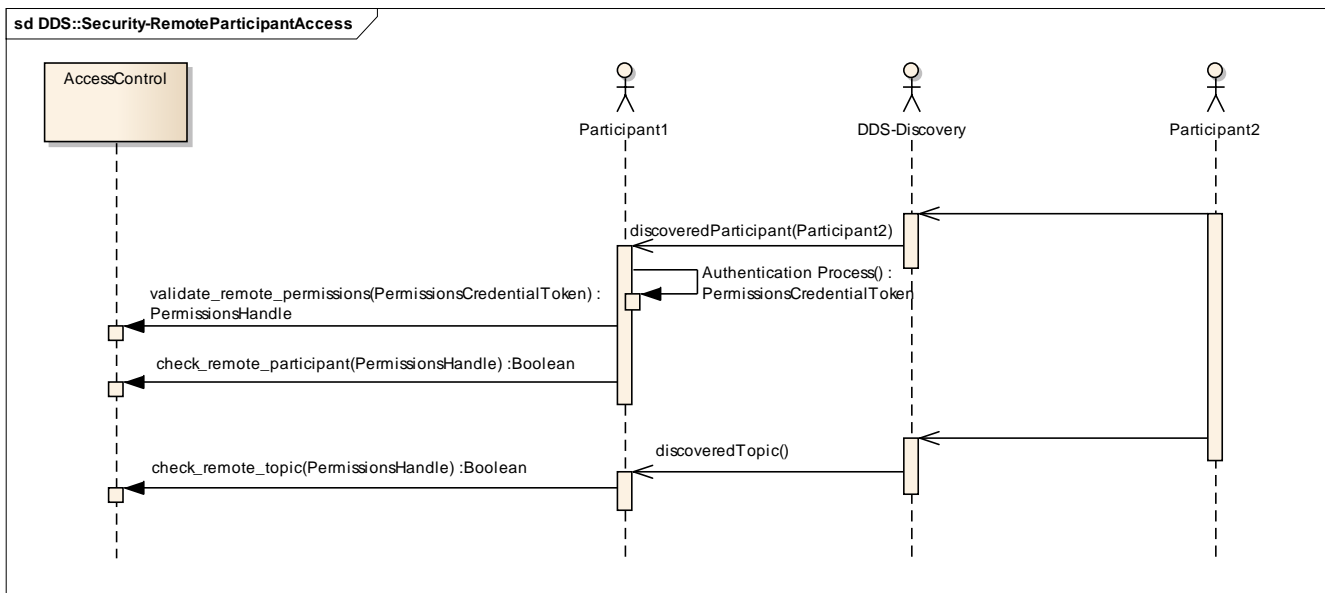 sd DDS::Security-RemoteParticipantAccess
AccessControl
Participant1
DDS-Discovery
Participant2
discoveredParticipant(Participant2)
Authentication Process() :
PermissionsCredentialToken
validate_remote_permissions(PermissionsCredentialToken) :
PermissionsHandle
check_remote_participant(PermissionsHandle) :Boolean
discoveredTopic()
check_remote_topic(PermissionsHandle) :Boolean